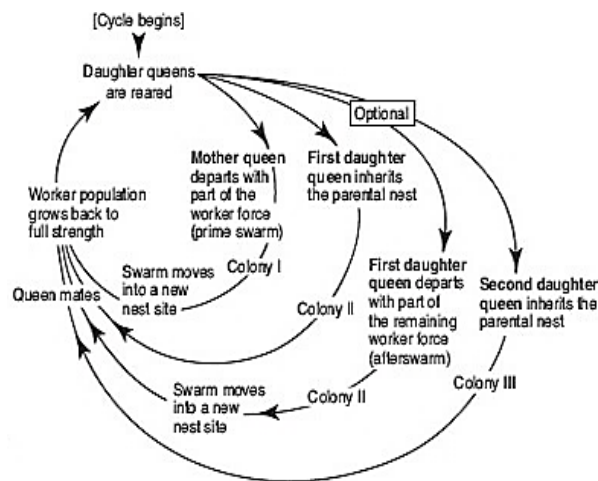 [Cycle begins]
Daughter queens
are reared
Optional
Mother queen
departs with
part of the
worker force
(prime swarm)
First daughter
queen inherits
the parental nest
Worker population
grows back to
full strength
Colony I
Swarm moves
into a new
nest site
Queen mates
Colony II
First daughter
queen departs
with part of
the remaining
worker force
(afterswarm)
Second daughter
queen inherits the
parental nest
Colony III
Swarm moves
into a new
nest site
Colony II